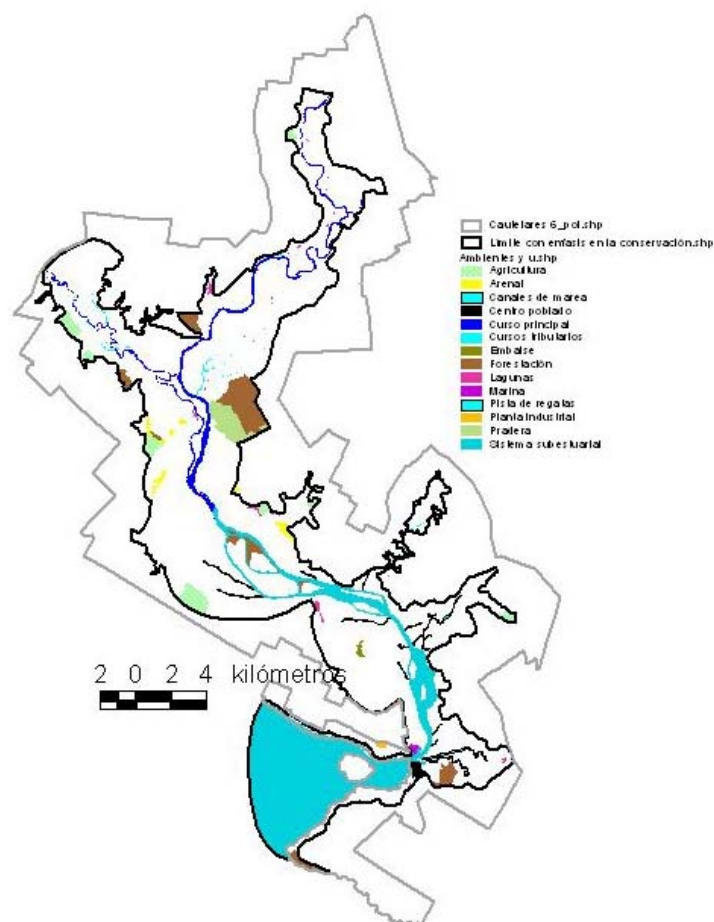 Cautelares 6_pol.shp
Límite con enfasis en la conservación.shp
Ambientes y u.shp
Agricultura
Arenal
Canales de marea
Centro poblado
Curso principal
Cursos tributarios
Embalse
Forestación
Lagunas
Marina
Pista de regatas
Planta industrial
Pradera
Sistema subestuarial
2 0 2 4 kilómetros